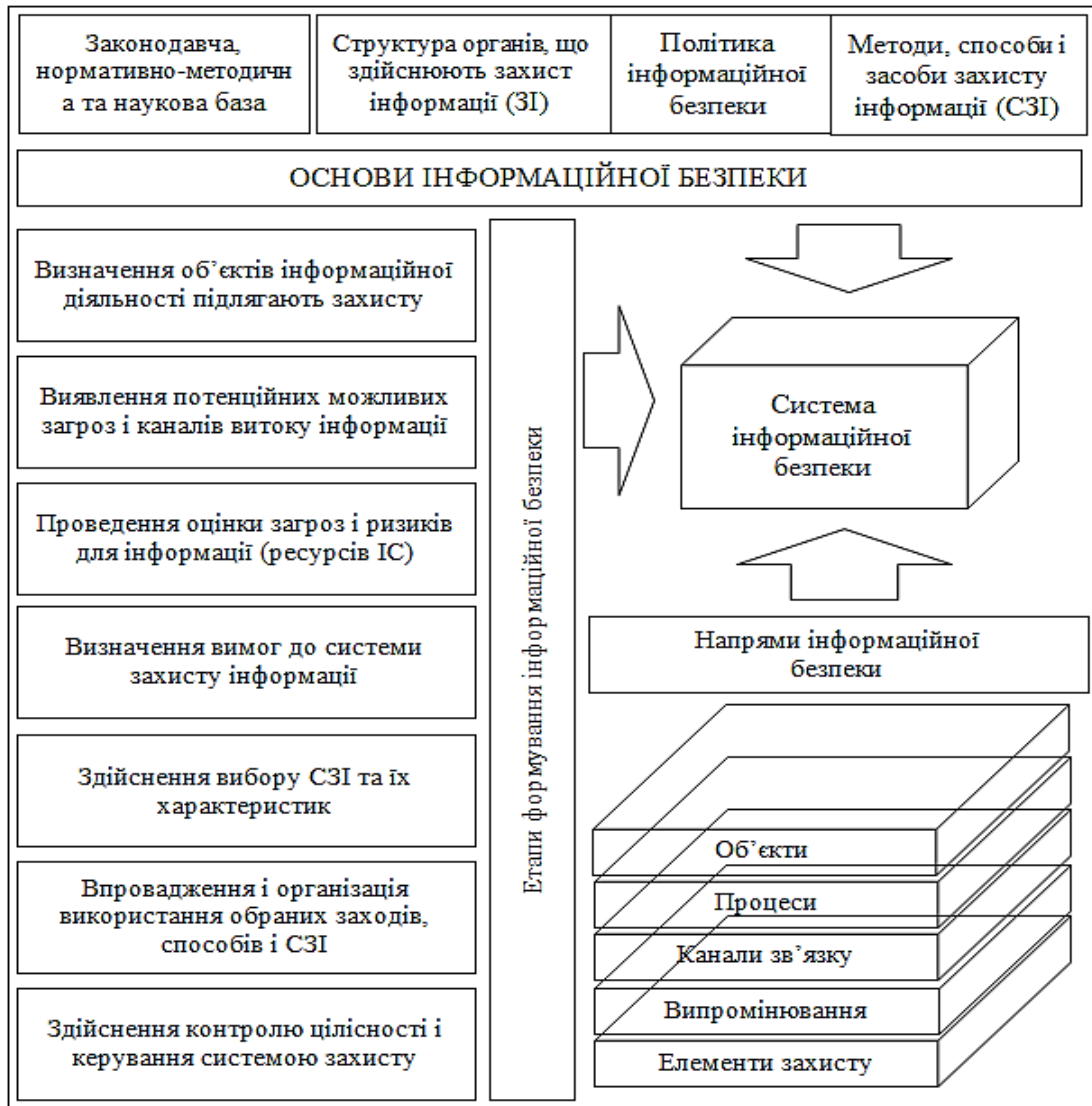 Законодавча,
нормативно-методичн
а та наукова база
Структура органів, що
здійснюють захист
інформації (ЗІ)
Політика
інформаційної
безпеки
Методи, способи і
засоби захисту
інформації (СЗІ)
ОСНОВИ ІНФОРМАЦІЙНОЇ БЕЗПЕКИ
Визначення об’єктів інформаційної
діяльності підлягають захисту
Виявлення потенційних можливих
загроз і каналів витоку інформації
Проведення оцінки загроз і ризиків
для інформації (ресурсів ІС)
Визначення вимог до системи
захисту інформації
Здійснення вибору СЗІ та їх
характеристик
Впровадження і організація
використання обраних заходів,
способів і СЗІ
Здійснення контролю цілісності і
керування системою захисту
Етапи формування інформаційної безпеки
Система
інформаційної
безпеки
Напрями інформаційної
безпеки
Об’єкти
Процеси
Канали зв’язку
Випромінювання
Елементи захисту